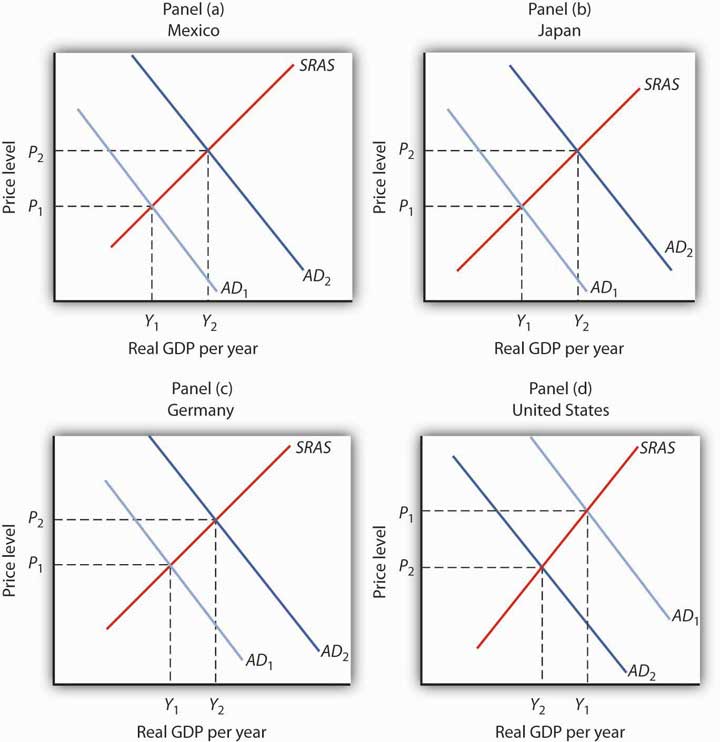 Panel (a)
Mexico
Price level
SRAS
P2
P1
AD2
AD1
Y1 Y2
Real GDP per year
Panel (b)
Japan
Price level
SRAS
P2
P1
AD2
AD1
Y1 Y2
Real GDP per year
Panel (c)
Germany
Price level
SRAS
P2
P1
AD2
AD1
Y1 Y2
Real GDP per year
Panel (d)
United States
Price level
SRAS
P1
P2
AD1
AD2
Y2 Y1
Real GDP per year